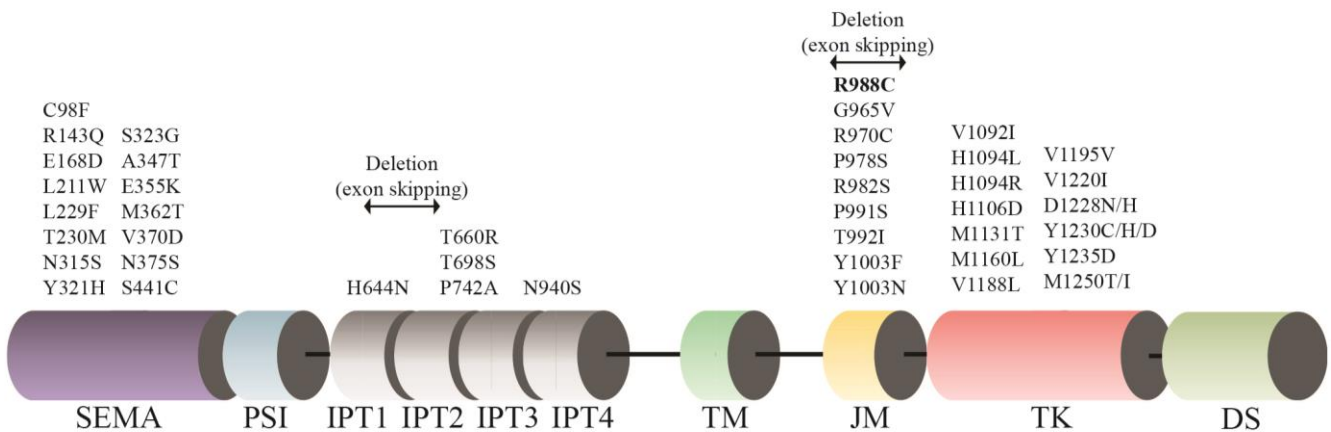 Deletion
(exon skipping)
R988C
G965V
R970C
P978S
R982S
P991S
T992I
Y1003F
Y1003N
C98F
R143Q S323G
E168D A347T
L211W E355K
L229F M362T
T230M V370D
N315S N375S
Y321H S441C
Deletion
(exon skipping)
H644N
T660R
T698S
P742A
N940S
V1092I
H1094L
H1094R
H1106D
M1131T
M1160L
V1188L
V1195V
V1220I
D1228N/H
Y1230C/H/D
Y1235D
M1250T/I
SEMA PSI IPT1 IPT2 IPT3 IPT4 TM JM TK DS